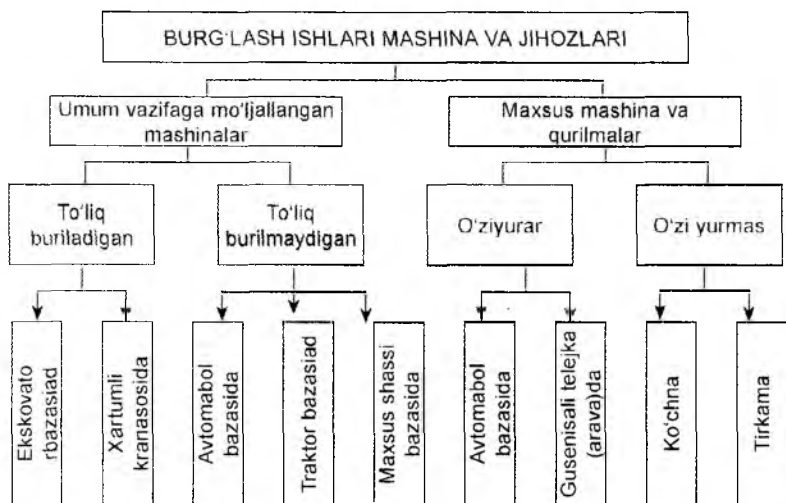 BURG‘LASH ISHLARI MASHINA VA JIHOZLARI
Umum vazifaga mo‘ljallangan
mashinalar
Maxsus mashina va
qurilmalar
To‘liq
buriladigan
To‘liq
burilmaydigan
O‘ziyurar
O‘zi yurmas
Ekskovato
rbazasiad
Xartumli
kranasosida
Avtomabol
bazasida
Traktor bazasiad
Maxsus shassi
bazasida
Avtomabol
bazasida
Gusenisali telejka
(arava)da
Ko‘chna
Tirkama